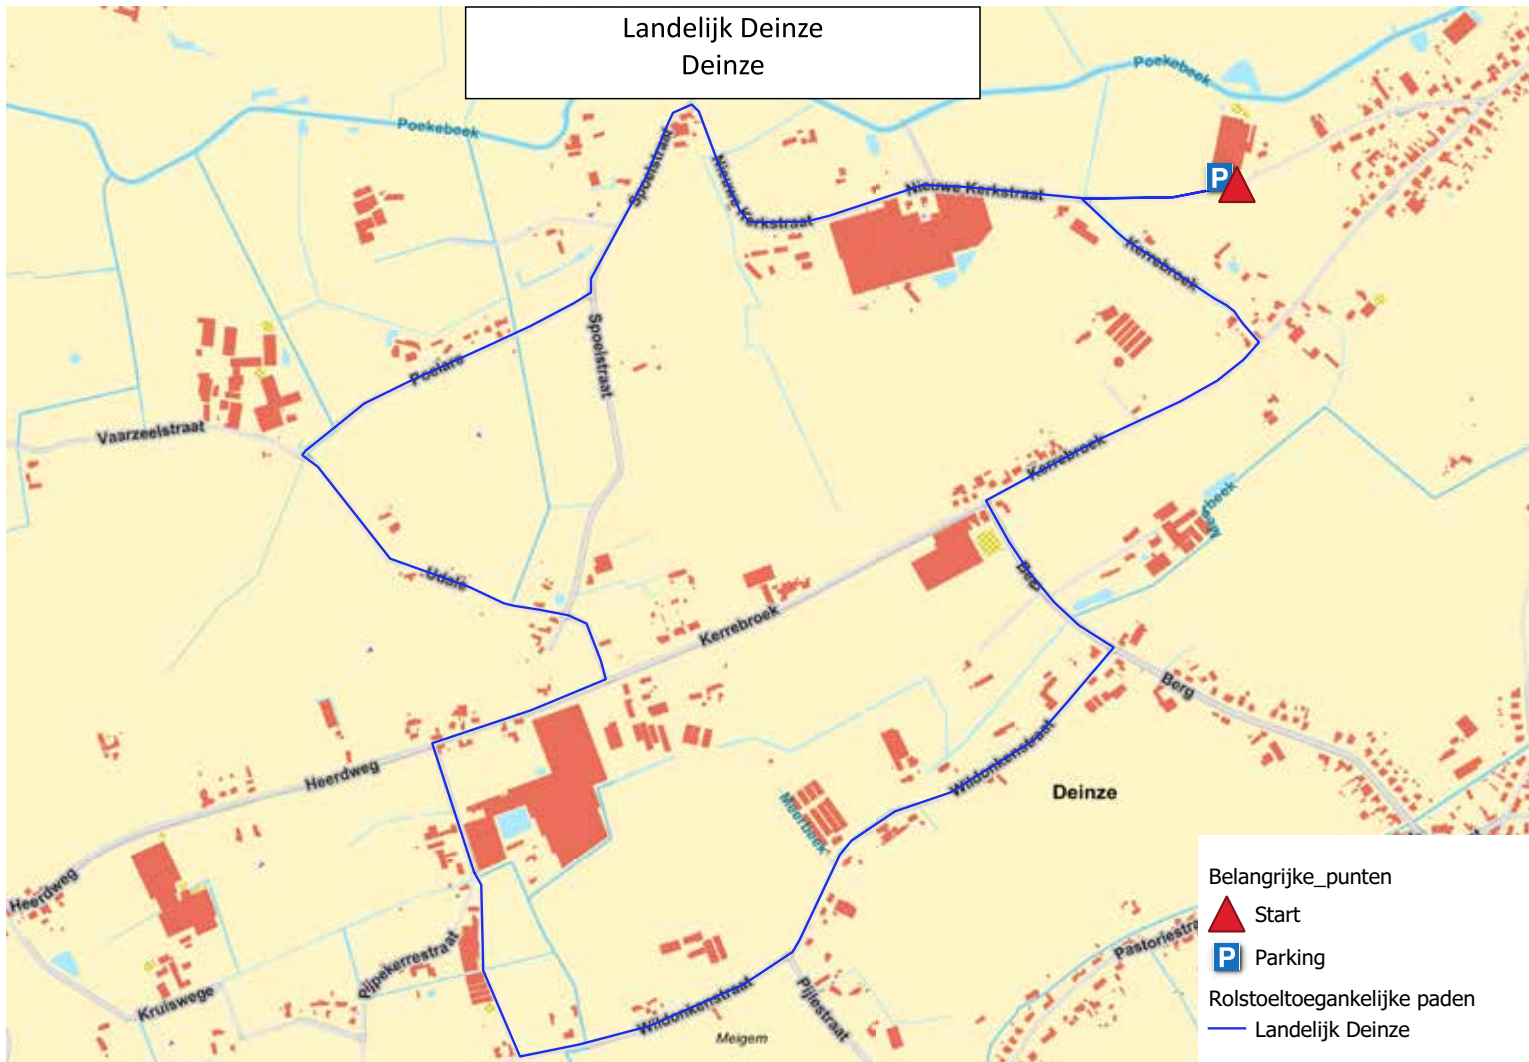 Landelijk Deinze
Deinze
Poekebeek
Poekebeek
Spoelstraat
Nieuwe Kerkstraat
Nieuwe Kerkstraat
P
Kerrebroek
Spoelstraat
Poelare
Vaarzeelstraat
Kerrebroek
Meerbeek
Udale
Berg
Kerrebroek
Berg
Heerdweg
Wildonkenstraat
Deinze
Meerbeek
Heerdweg
Pijpekerrestraat
Kruiswege
Wildonkenstraat
Pijlestraat
Meigem
Pastoriestra
Belangrijke_punten
Start
P Parking
Rolstoeltoegankelijke paden
Landelijk Deinze